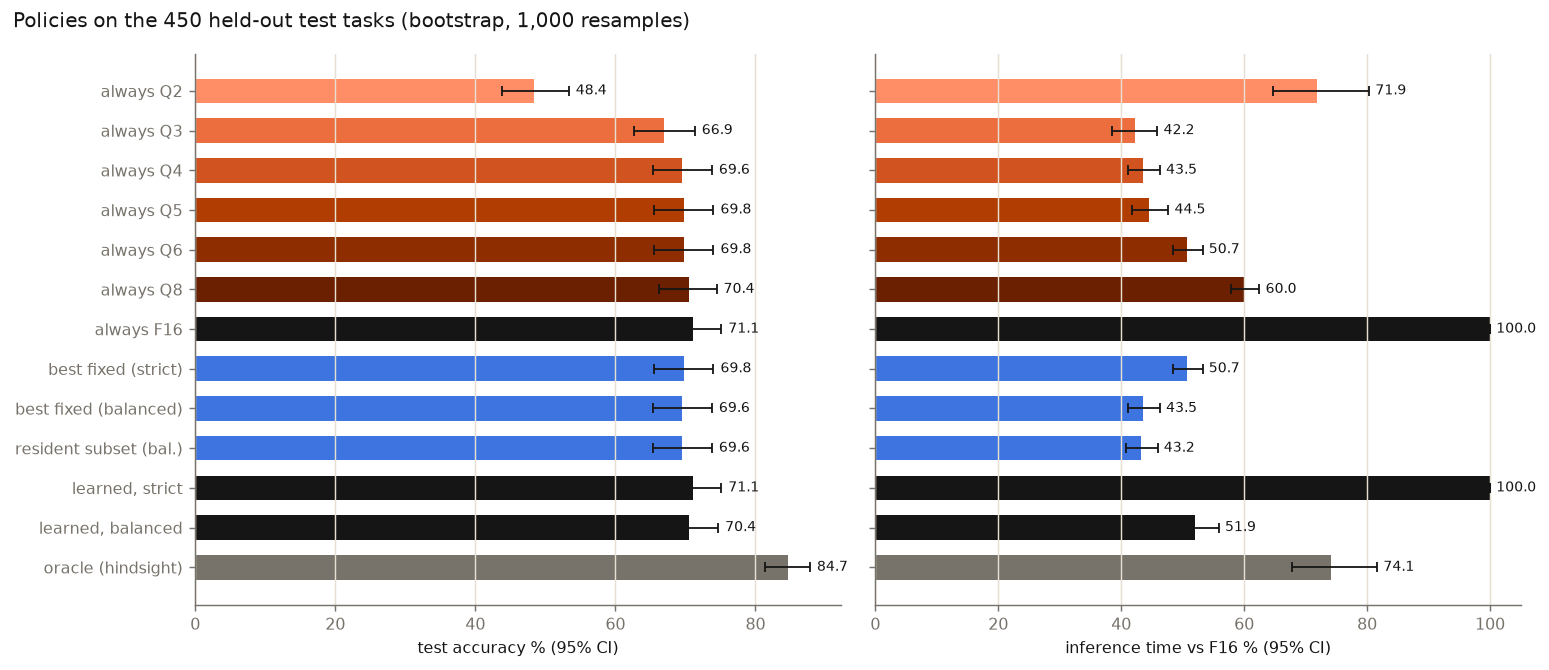 Policies on the 450 held-out test tasks (bootstrap, 1,000 resamples)
always Q2 48.4 71.9
always Q3 66.9 42.2
always Q4 69.6 43.5
always Q5 69.8 44.5
always Q6 69.8 50.7
always Q8 70.4 60.0
always F16 71.1 100.0
best fixed (strict) 69.8 50.7
best fixed (balanced) 69.6 43.5
resident subset (bal.) 69.6 43.2
learned, strict 71.1 100.0
learned, balanced 70.4 51.9
oracle (hindsight) 84.7 74.1
0 20 40 60 80 0 20 40 60 80 100
test accuracy % (95% CI) inference time vs F16 % (95% CI)